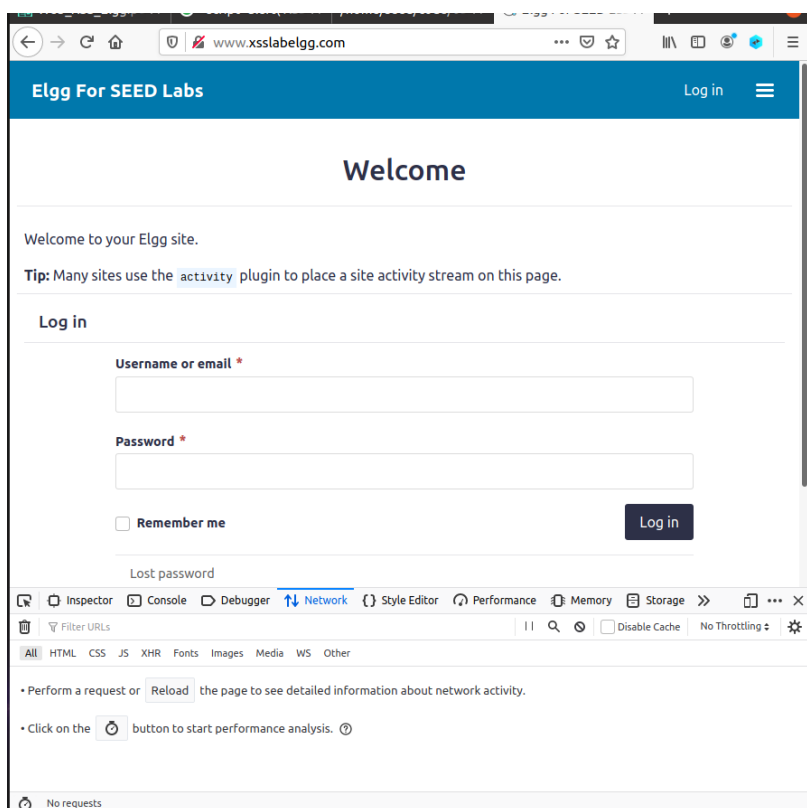 www.xsslabelgg.com
Elgg For SEED Labs
Log in
Welcome
Welcome to your Elgg site.
Tip: Many sites use the activity plugin to place a site activity stream on this page.
Log in
Username or email *
Password *
Remember me
Log in
Lost password
Inspector Console Debugger Network {} Style Editor Performance Memory Storage
Filter URLs Disable Cache No Throttling
All HTML CSS JS XHR Fonts Images Media WS Other
• Perform a request or Reload the page to see detailed information about network activity.
• Click on the button to start performance analysis.
No requests